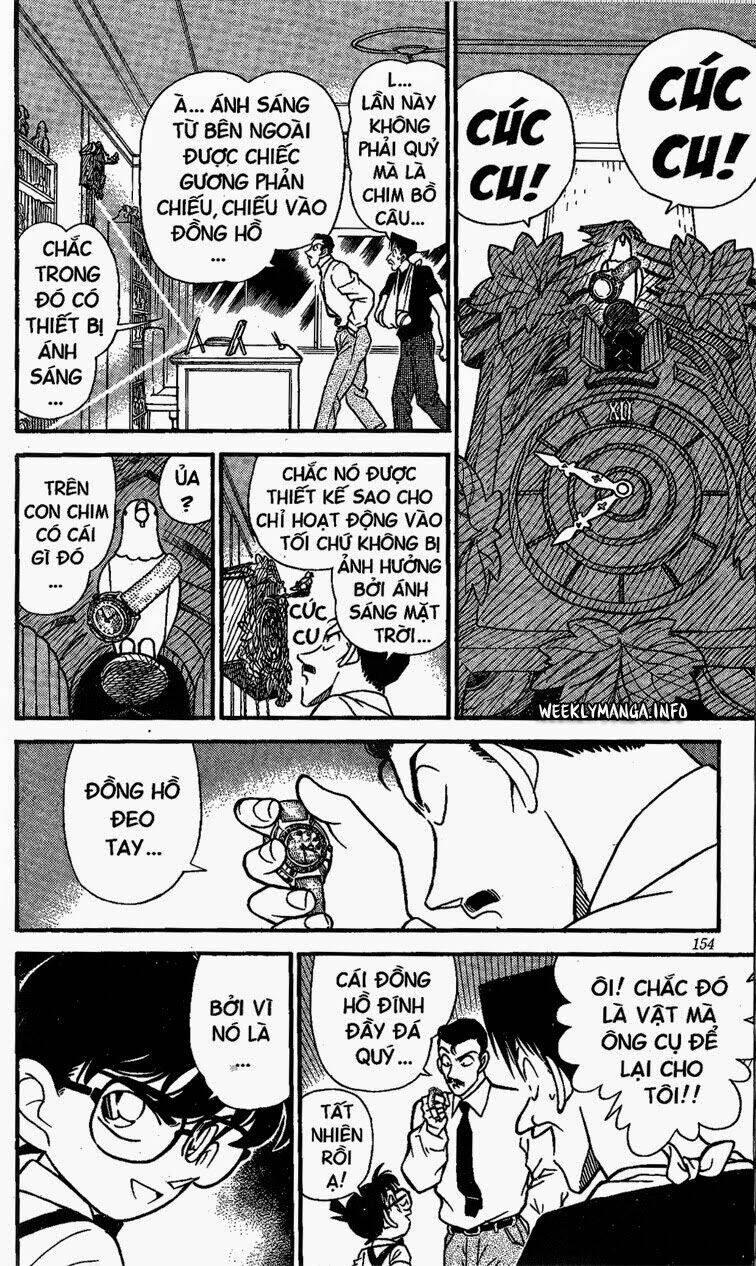 CÚC
CU!
CÚC
CU!
XII
WEEKLYMANGA.INFO
L...
LẦN NÀY
KHÔNG
PHẢI QUỶ
MÀ LÀ
CHIM BỒ
CÂU...
À... ÁNH SÁNG
TỪ BÊN NGOÀI
ĐƯỢC CHIẾC
GƯƠNG PHẢN
CHIẾU, CHIẾU VÀO
ĐỒNG HỒ
...
CHẮC
TRONG
ĐÓ CÓ
THIẾT BỊ
ÁNH
SÁNG
...
CHẮC NÓ ĐƯỢC
THIẾT KẾ SAO CHO
CHỈ HOẠT ĐỘNG VÀO
TỐI CHỨ KHÔNG BỊ
ẢNH HƯỞNG
BỞI ÁNH
SÁNG MẶT
TRỜI...
CÚC
CU
ỦA
?
TRÊN
CON CHIM
CÓ CÁI
GÌ ĐÓ
...
ĐỒNG HỒ
ĐEO
TAY...
154
ÔI! CHẮC ĐÓ
LÀ VẬT MÀ
ÔNG CỤ ĐỂ
LẠI CHO
TÔI!!
CÁI ĐỒNG
HỒ ĐÍNH
ĐẦY ĐÁ
QUÝ...
TẤT
NHIÊN
RỒI
Ạ!
BỞI VÌ
NÓ LÀ
...